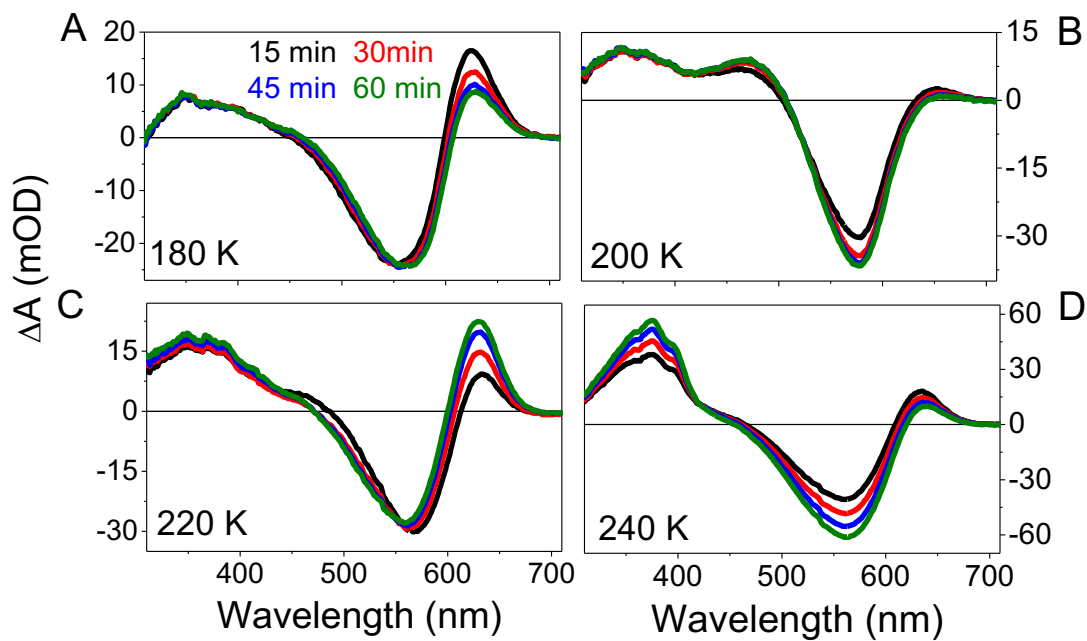 A
B
20
10
0
-10
-20
15 min 30min
45 min 60 min
180 K
15
0
-15
-30
200 K
ΔA (mOD)
C
D
15
0
-15
-30
220 K
60
30
0
-30
-60
240 K
400 500 600 700
400 500 600 700
Wavelength (nm)
Wavelength (nm)